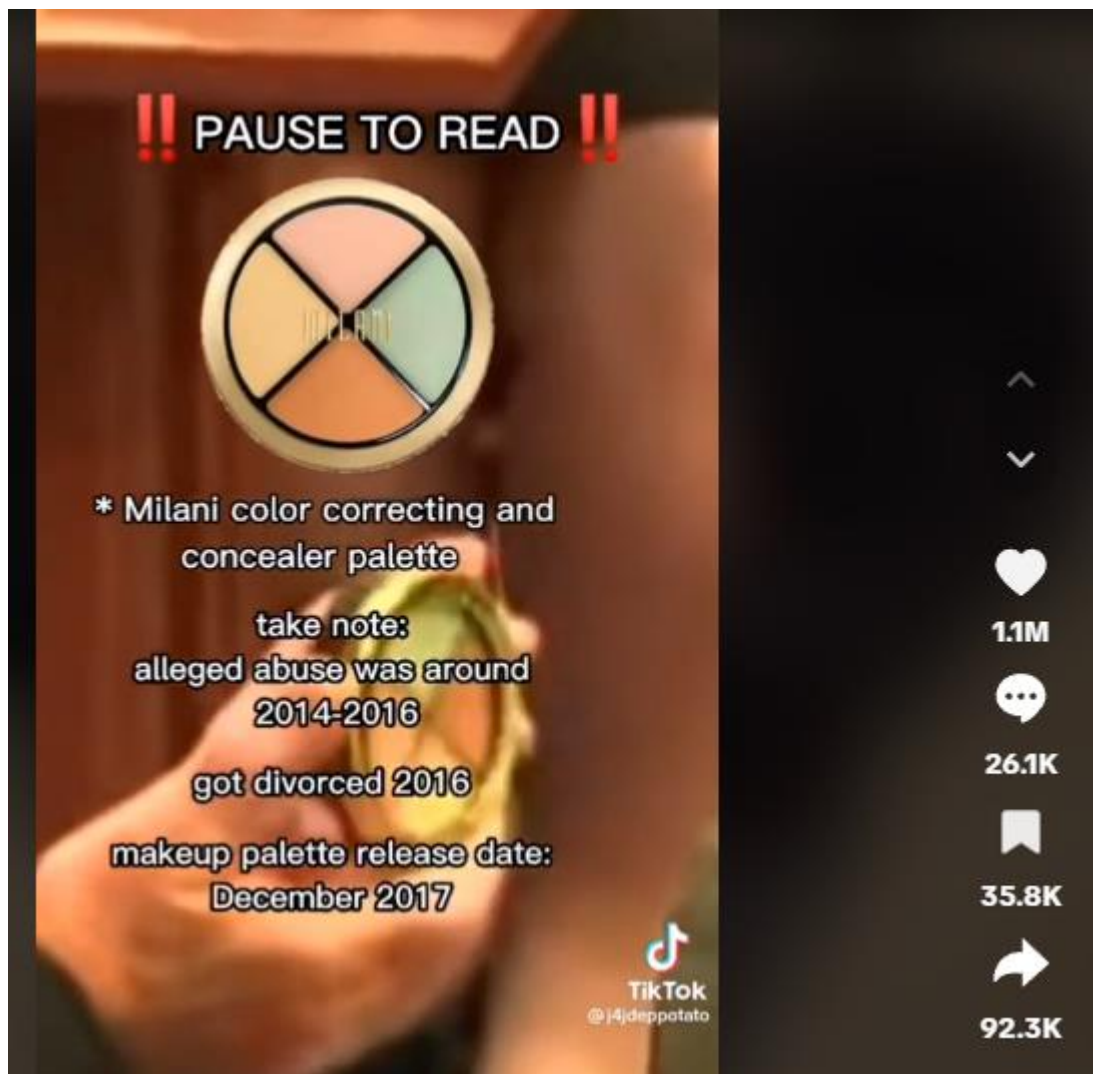 ‼ PAUSE TO READ ‼
MILANI
* Milani color correcting and
concealer palette
take note:
alleged abuse was around
2014-2016
got divorced 2016
makeup palette release date:
December 2017
TikTok
@j4jdeppotato
1.1M
26.1K
35.8K
92.3K